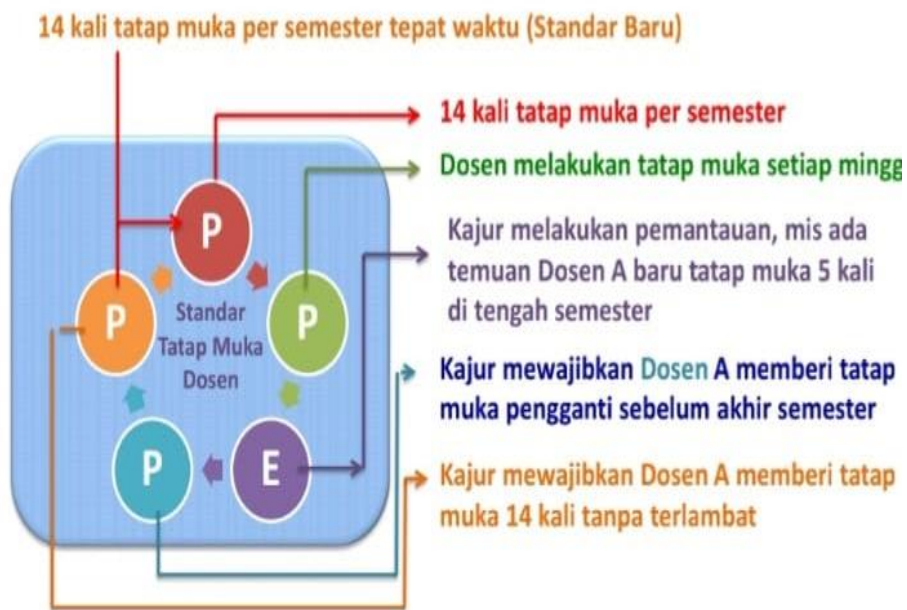 14 kali tatap muka per semester tepat waktu (Standar Baru)
14 kali tatap muka per semester
Dosen melakukan tatap muka setiap mingg
Kajur melakukan pemantauan, mis ada
temuan Dosen A baru tatap muka 5 kali
di tengah semester
Kajur mewajibkan Dosen A memberi tatap
muka pengganti sebelum akhir semester
Kajur mewajibkan Dosen A memberi tatap
muka 14 kali tanpa terlambat
P
P
P
Standar
Tatap Muka
Dosen
P
E